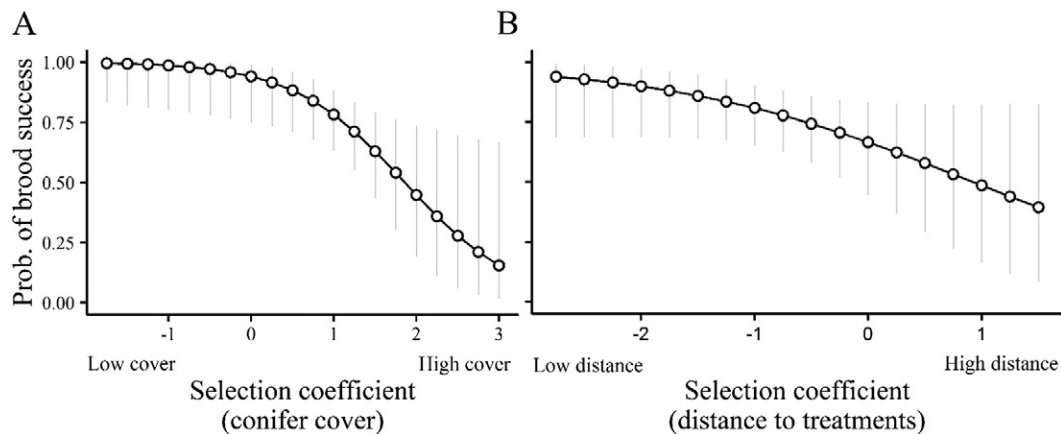 A
B
Prob. of brood success
1.00
0.75
0.50
0.25
0.00
-1
0
1
2
3
Low cover
High cover
Selection coefficient
(conifer cover)
-2
-1
0
1
Low distance
High distance
Selection coefficient
(distance to treatments)